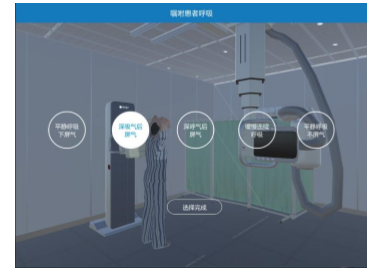 嘱咐患者呼吸
平静呼吸
下屏气
深吸气后
屏气
深呼气后
屏气
缓慢连续
呼吸
平静呼吸
不屏气
选择完成